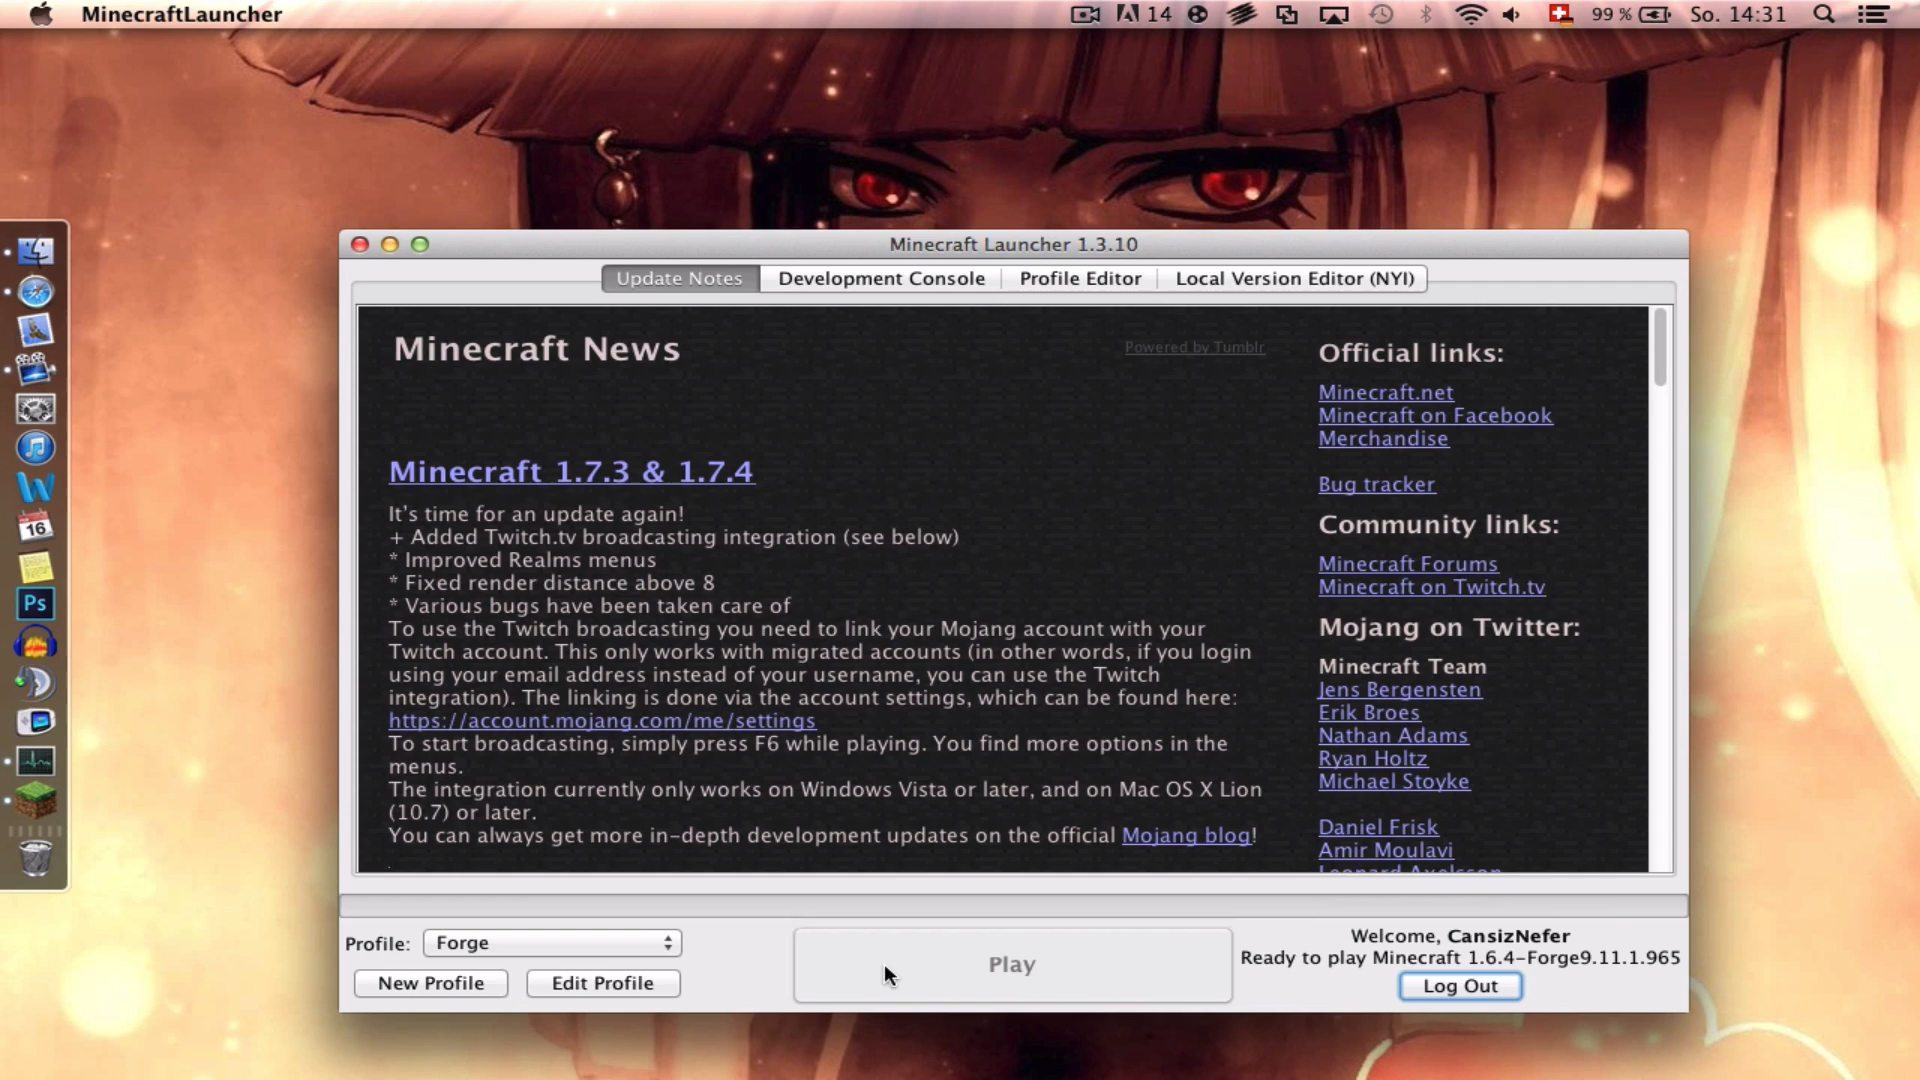 MinecraftLauncher
14
99 %
So. 14:31
Minecraft Launcher 1.3.10
Update Notes
Development Console
Profile Editor
Local Version Editor (NYI)
Minecraft News
Powered by Tumblr
Minecraft 1.7.3 & 1.7.4
It's time for an update again!
+ Added Twitch.tv broadcasting integration (see below)
* Improved Realms menus
* Fixed render distance above 8
* Various bugs have been taken care of
To use the Twitch broadcasting you need to link your Mojang account with your
Twitch account. This only works with migrated accounts (in other words, if you login
using your email address instead of your username, you can use the Twitch
integration). The linking is done via the account settings, which can be found here:
https://account.mojang.com/me/settings
To start broadcasting, simply press F6 while playing. You find more options in the
menus.
The integration currently only works on Windows Vista or later, and on Mac OS X Lion
(10.7) or later.
You can always get more in-depth development updates on the official Mojang blog!
Official links:
Minecraft.net
Minecraft on Facebook
Merchandise
Bug tracker
Community links:
Minecraft Forums
Minecraft on Twitch.tv
Mojang on Twitter:
Minecraft Team
Jens Bergensten
Erik Broes
Nathan Adams
Ryan Holtz
Michael Stoyke
Daniel Frisk
Amir Moulavi
Leonard Axelsson
16
Ps
Profile:
Forge
New Profile
Edit Profile
Play
Welcome, CansizNefer
Ready to play Minecraft 1.6.4-Forge9.11.1.965
Log Out